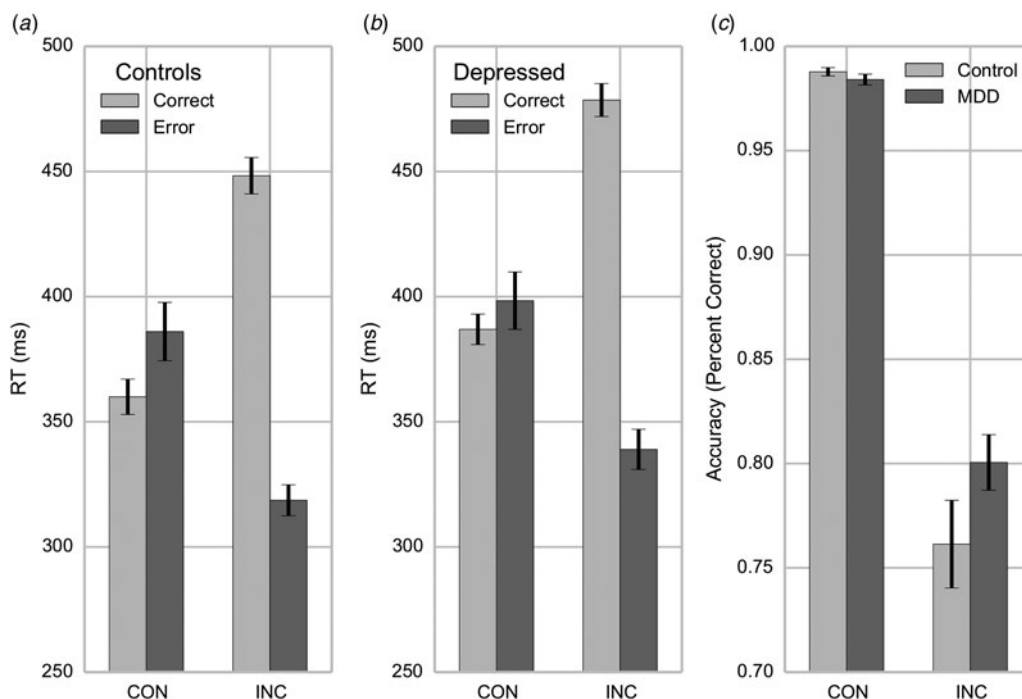 (a)
500
450
400
350
300
250
RT (ms)
Controls
Correct
Error
CON
INC
(b)
500
450
400
350
300
250
RT (ms)
Depressed
Correct
Error
CON
INC
(c)
1.00
0.95
0.90
0.85
0.80
0.75
0.70
Accuracy (Percent Correct)
Control
MDD
CON
INC